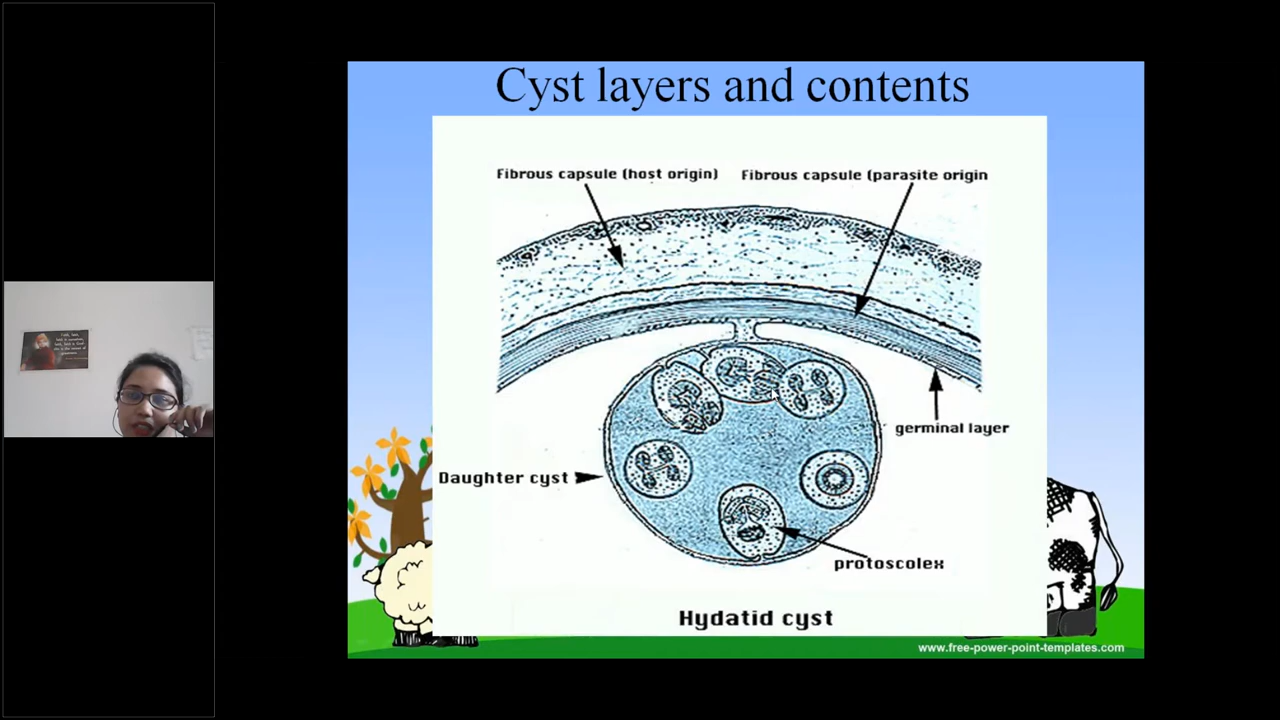 Cyst layers and contents
Fibrous capsule (host origin) Fibrous capsule (parasite origin
germinal layer
Daughter cyst
protoscolex
Hydatid cyst
www.free-power-point-templates.com